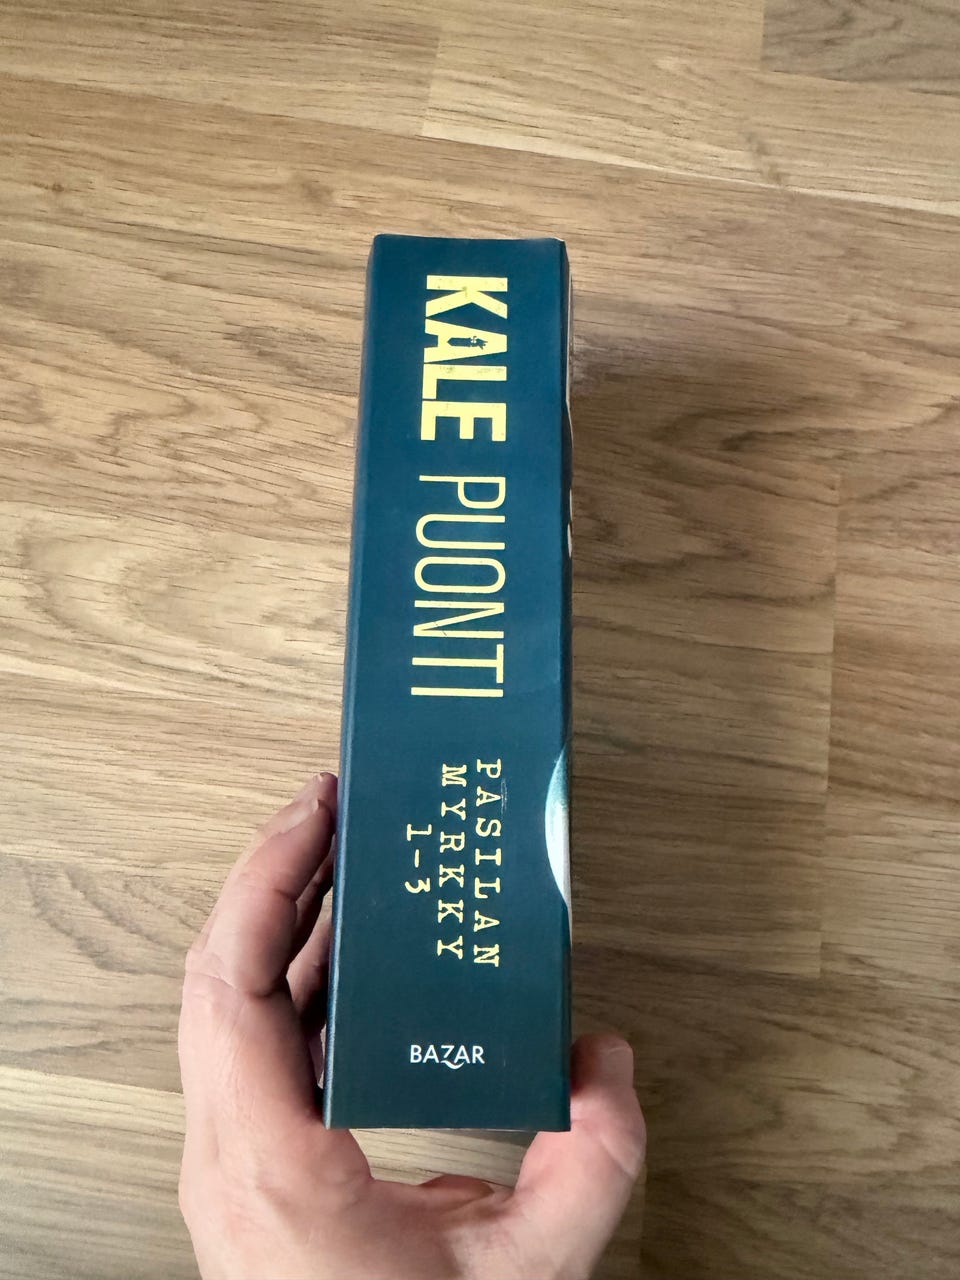 KALE PUONTI
PASILAN
MYRKKY
1-3
BAZAR